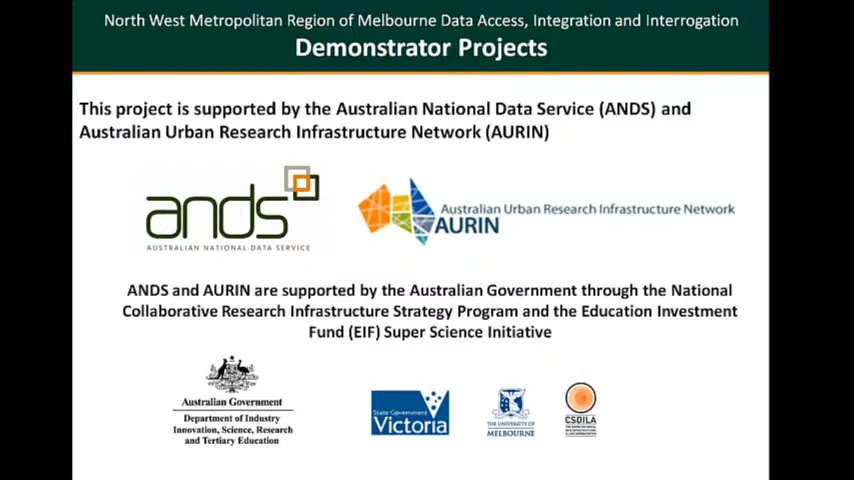 North West Metropolitan Region of Melbourne Data Access, Integration and Interrogation
Demonstrator Projects
This project is supported by the Australian National Data Service (ANDS) and
Australian Urban Research Infrastructure Network (AURIN)
ands
AUSTRALIAN NATIONAL DATA SERVICE
Australian Urban Research Infrastructure Network
AURIN
ANDS and AURIN are supported by the Australian Government through the National
Collaborative Research Infrastructure Strategy Program and the Education Investment
Fund (EIF) Super Science Initiative
Australian Government
Department of Industry
Innovation, Science, Research
and Tertiary Education
State Government
Victoria
THE UNIVERSITY OF
MELBOURNE
CSDILA